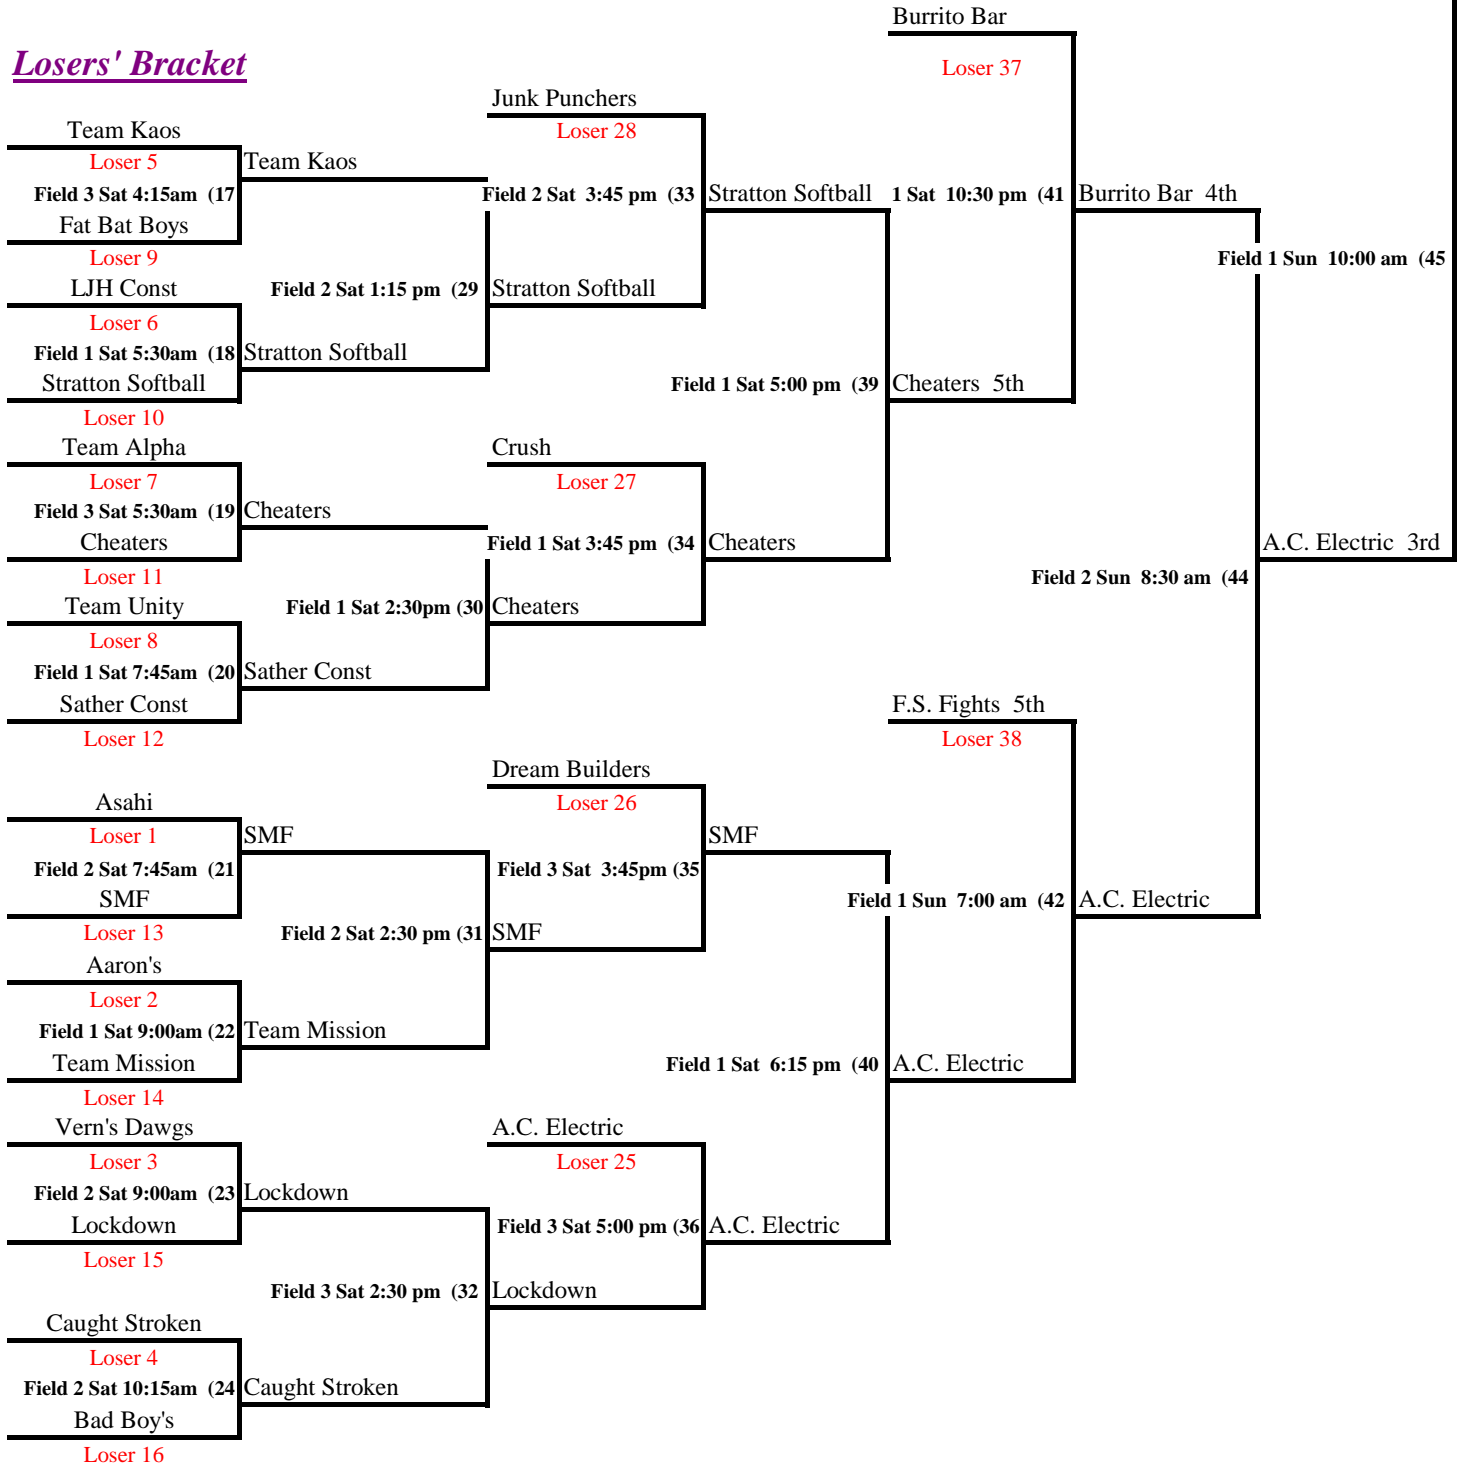 Burrito Bar
Losers' Bracket
Loser 37
Junk Punchers
Team Kaos
Loser 28
Loser 5
Team Kaos
Field 3 Sat 4:15am (17
Field 2 Sat 3:45 pm (33
Stratton Softball
1 Sat 10:30 pm (41
Burrito Bar 4th
Fat Bat Boys
Loser 9
Field 1 Sun 10:00 am (45
LJH Const
Field 2 Sat 1:15 pm (29
Stratton Softball
Loser 6
Field 1 Sat 5:30am (18
Stratton Softball
Stratton Softball
Field 1 Sat 5:00 pm (39
Cheaters 5th
Loser 10
Team Alpha
Crush
Loser 7
Loser 27
Field 3 Sat 5:30am (19
Cheaters
Cheaters
Field 1 Sat 3:45 pm (34
Cheaters
A.C. Electric 3rd
Loser 11
Field 2 Sun 8:30 am (44
Team Unity
Field 1 Sat 2:30pm (30
Cheaters
Loser 8
Field 1 Sat 7:45am (20
Sather Const
Sather Const
F.S. Fights 5th
Loser 12
Loser 38
Dream Builders
Asahi
Loser 26
Loser 1
SMF
SMF
Field 2 Sat 7:45am (21
Field 3 Sat 3:45pm (35
SMF
Field 1 Sun 7:00 am (42
A.C. Electric
Loser 13
Field 2 Sat 2:30 pm (31
SMF
Aaron's
Loser 2
Field 1 Sat 9:00am (22
Team Mission
Team Mission
Field 1 Sat 6:15 pm (40
A.C. Electric
Loser 14
Vern's Dawgs
A.C. Electric
Loser 3
Loser 25
Field 2 Sat 9:00am (23
Lockdown
Lockdown
Field 3 Sat 5:00 pm (36
A.C. Electric
Loser 15
Field 3 Sat 2:30 pm (32
Lockdown
Caught Stroken
Loser 4
Field 2 Sat 10:15am (24
Caught Stroken
Bad Boy's
Loser 16